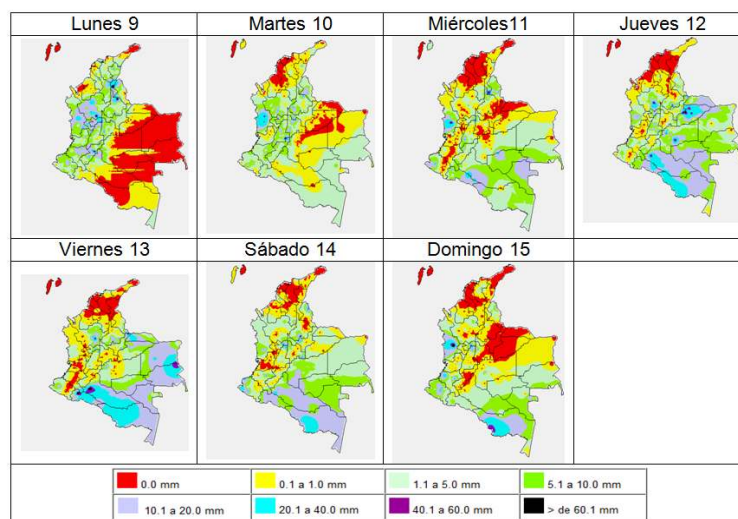 Lunes 9 Martes 10 Miércoles11 Jueves 12
Viernes 13 Sábado 14 Domingo 15
0.0 mm 0.1 a 1.0 mm 1.1 a 5.0 mm 5.1 a 10.0 mm
10.1 a 20.0 mm 20.1 a 40.0 mm 40.1 a 60.0 mm > de 60.1 mm